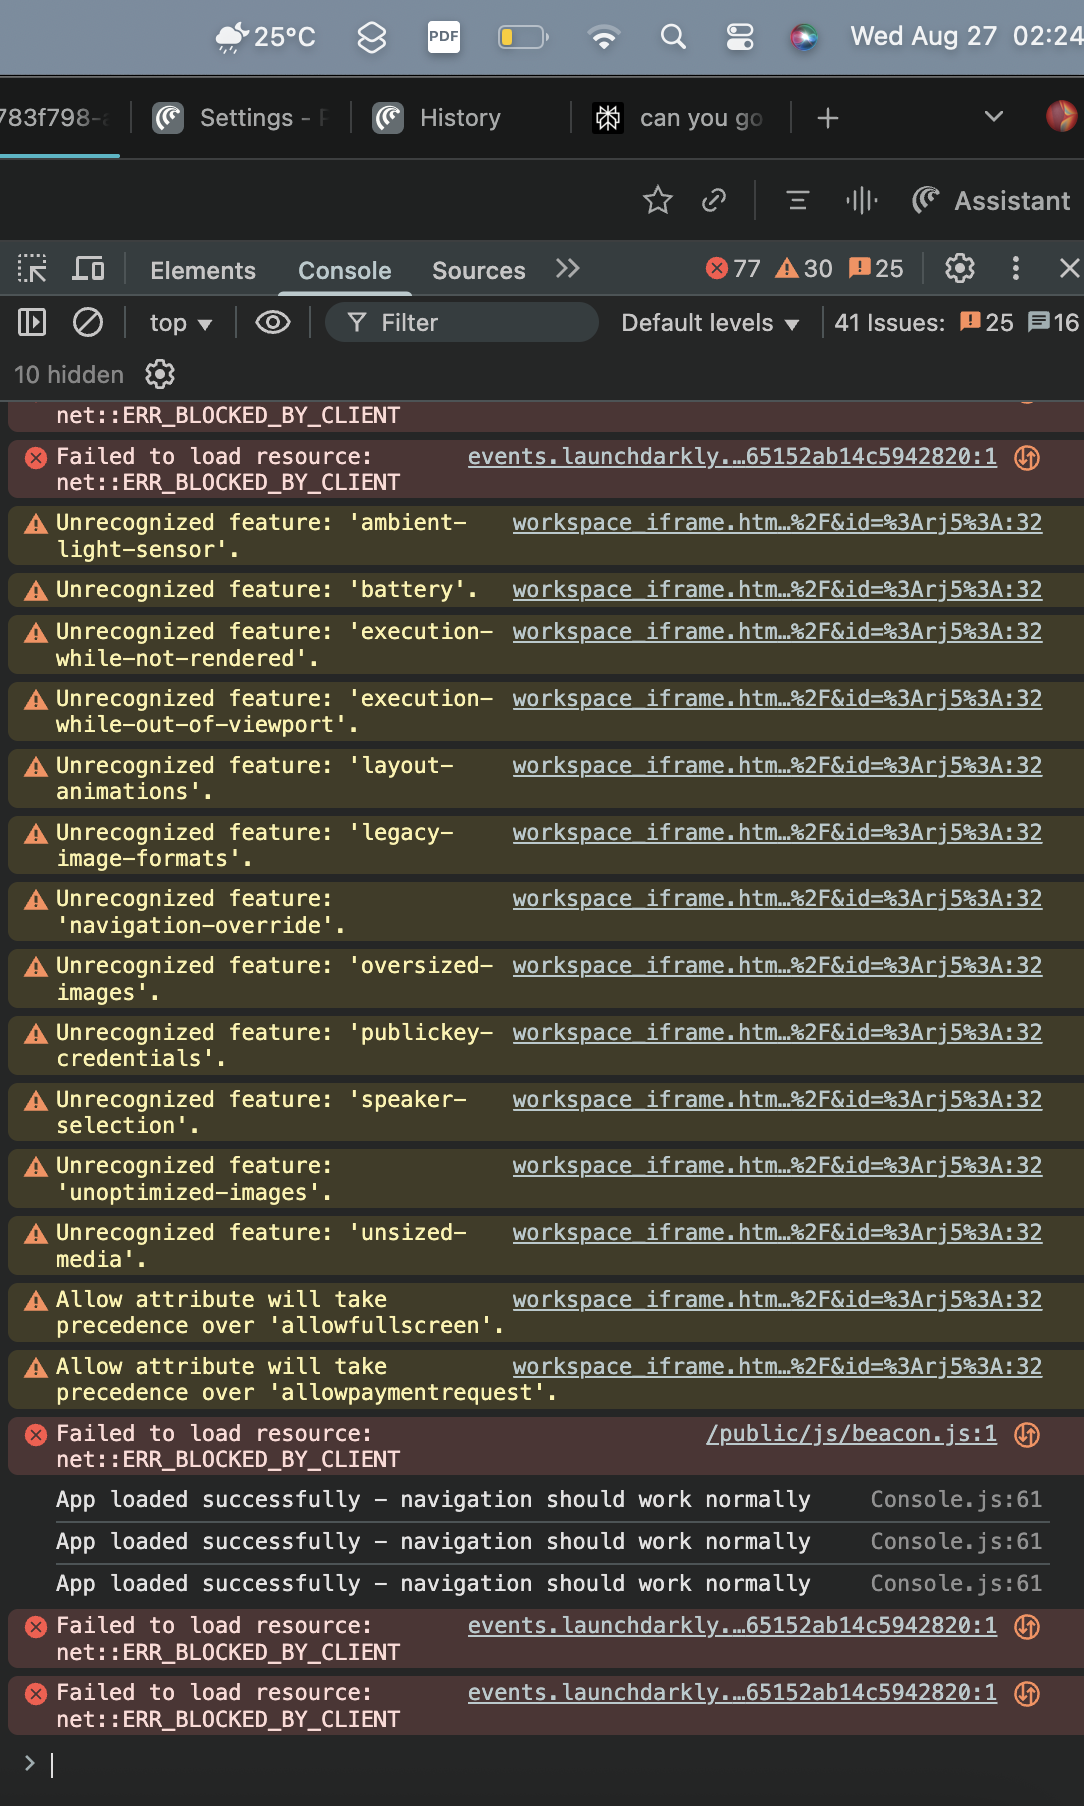 25°C PDF Wed Aug 27 02:24
783f798- Settings - History can you go
Assistant
Elements Console Sources 77 30 25
top Filter Default levels 41 Issues: 25 16
10 hidden
net::ERR_BLOCKED_BY_CLIENT
Failed to load resource: events.launchdarkly.…65152ab14c5942820:1
net::ERR_BLOCKED_BY_CLIENT
Unrecognized feature: 'ambient- workspace_iframe.htm…%2F&id=%3Arj5%3A:32
light-sensor'.
Unrecognized feature: 'battery'. workspace_iframe.htm…%2F&id=%3Arj5%3A:32
Unrecognized feature: 'execution- workspace_iframe.htm…%2F&id=%3Arj5%3A:32
while-not-rendered'.
Unrecognized feature: 'execution- workspace_iframe.htm…%2F&id=%3Arj5%3A:32
while-out-of-viewport'.
Unrecognized feature: 'layout- workspace_iframe.htm…%2F&id=%3Arj5%3A:32
animations'.
Unrecognized feature: 'legacy- workspace_iframe.htm…%2F&id=%3Arj5%3A:32
image-formats'.
Unrecognized feature: workspace_iframe.htm…%2F&id=%3Arj5%3A:32
'navigation-override'.
Unrecognized feature: 'oversized- workspace_iframe.htm…%2F&id=%3Arj5%3A:32
images'.
Unrecognized feature: 'publickey- workspace_iframe.htm…%2F&id=%3Arj5%3A:32
credentials'.
Unrecognized feature: 'speaker- workspace_iframe.htm…%2F&id=%3Arj5%3A:32
selection'.
Unrecognized feature: workspace_iframe.htm…%2F&id=%3Arj5%3A:32
'unoptimized-images'.
Unrecognized feature: 'unsized- workspace_iframe.htm…%2F&id=%3Arj5%3A:32
media'.
Allow attribute will take workspace_iframe.htm…%2F&id=%3Arj5%3A:32
precedence over 'allowfullscreen'.
Allow attribute will take workspace_iframe.htm…%2F&id=%3Arj5%3A:32
precedence over 'allowpaymentrequest'.
Failed to load resource: /public/js/beacon.js:1
net::ERR_BLOCKED_BY_CLIENT
App loaded successfully – navigation should work normally Console.js:61
App loaded successfully – navigation should work normally Console.js:61
App loaded successfully – navigation should work normally Console.js:61
Failed to load resource: events.launchdarkly.…65152ab14c5942820:1
net::ERR_BLOCKED_BY_CLIENT
Failed to load resource: events.launchdarkly.…65152ab14c5942820:1
net::ERR_BLOCKED_BY_CLIENT